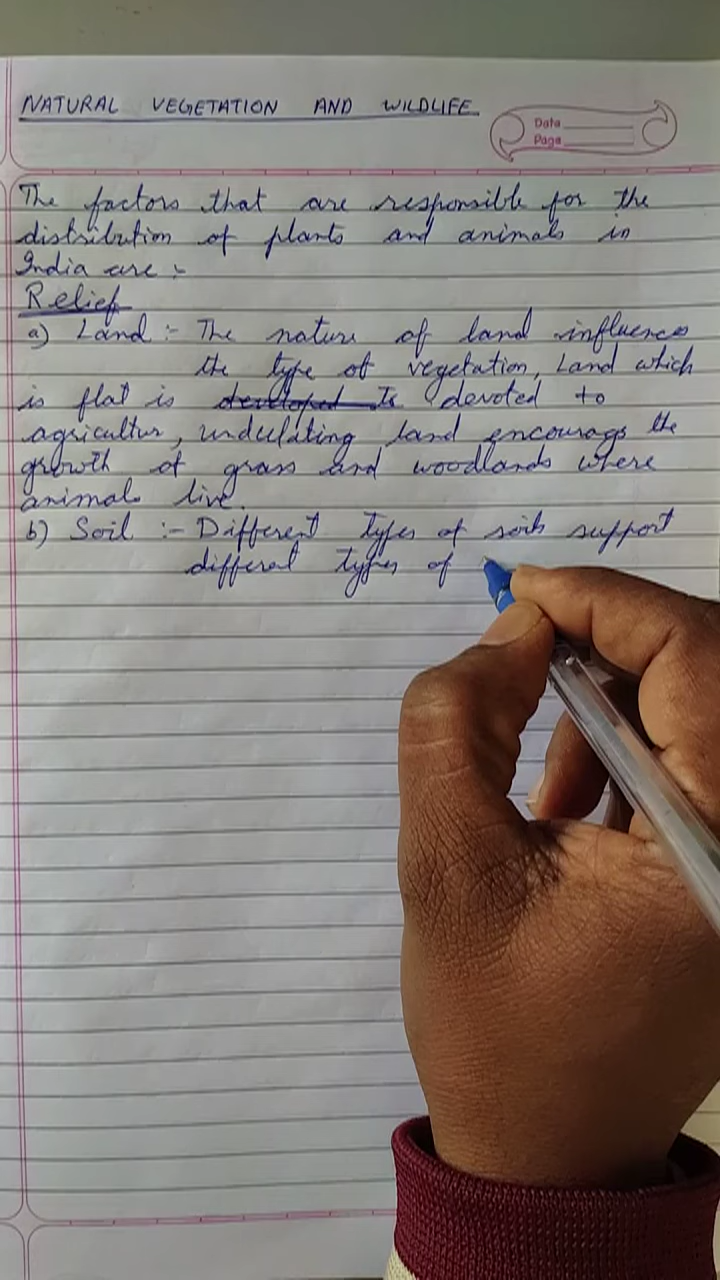 NATURAL VEGETATION AND WILDLIFE
Date
Page
The factors that are responsible for the
distribution of plants and animals in
India are :-
Relief
a) Land :- The nature of land influences
the type of vegetation, Land which
is flat is developed Is devoted to
agricultur, undulating land encourags the
growth of grass and woodlands where
animals live.
b) Soil :- Different types of soils support
differet types of